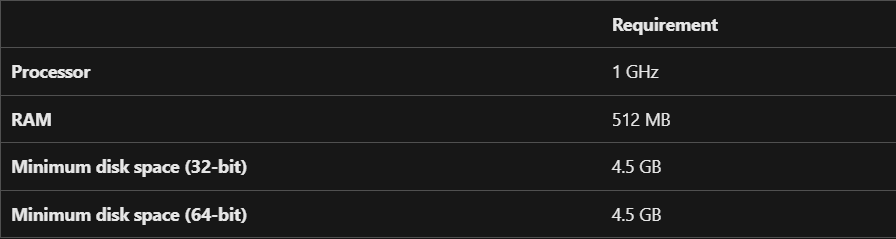 Requirement
Processor 1 GHz
RAM 512 MB
Minimum disk space (32-bit) 4.5 GB
Minimum disk space (64-bit) 4.5 GB